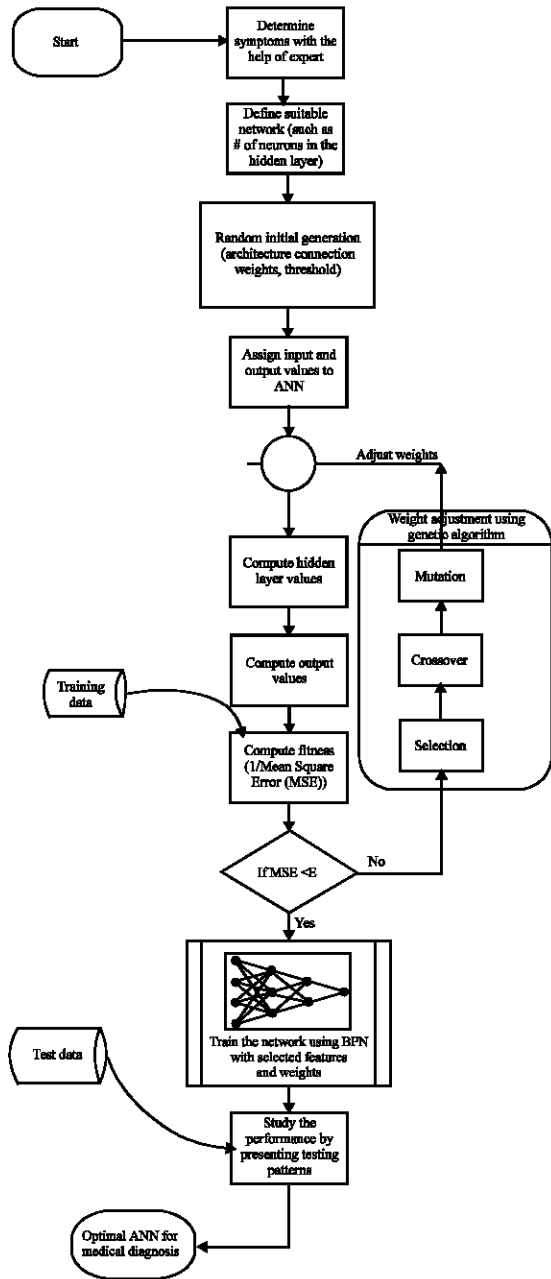 Start
Determine
symptoms with the
help of expert
Define suitable
network (such as
# of neurons in the
hidden layer)
Random initial generation
(architecture connection
weights, threshold)
Assign input and
output values to
ANN
Adjust weights
Weight adjustment using
genetic algorithm
Mutation
Crossover
Selection
Compute hidden
layer values
Compute output
values
Training
data
Compute fitness
(1/Mean Square
Error (MSE))
If MSE <E
No
Yes
Train the network using BPN
with selected features
and weights
Test data
Study the
performance by
presenting testing
patterns
Optimal ANN for
medical diagnosis